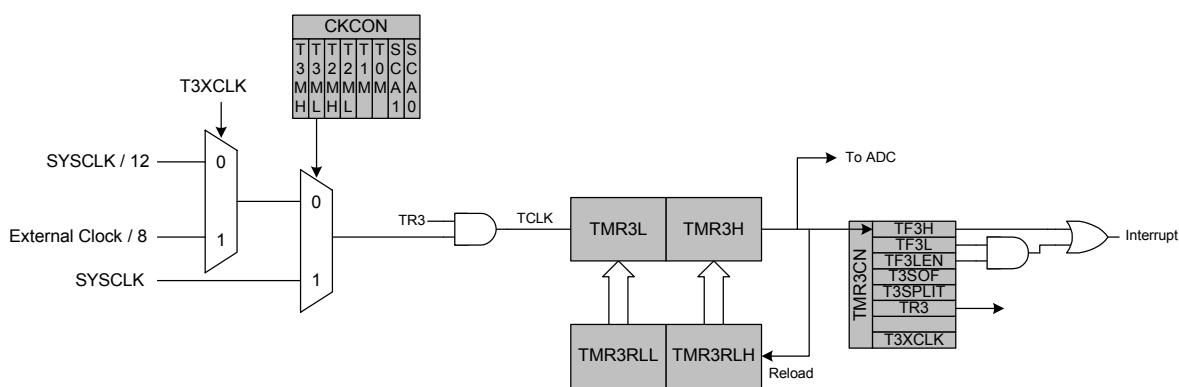 CKCON
T3MH
T3ML
T2MH
T2ML
T1M
T0M
SCA1
SCA0
T3XCLK
SYSCLK / 12
0
External Clock / 8
1
SYSCLK
0
1
TR3
TCLK
TMR3L
TMR3H
To ADC
TMR3RLL
TMR3RLH
Reload
TMR3CN
TF3H
TF3L
TF3LEN
T3SOF
T3SPLIT
TR3
T3XCLK
Interrupt